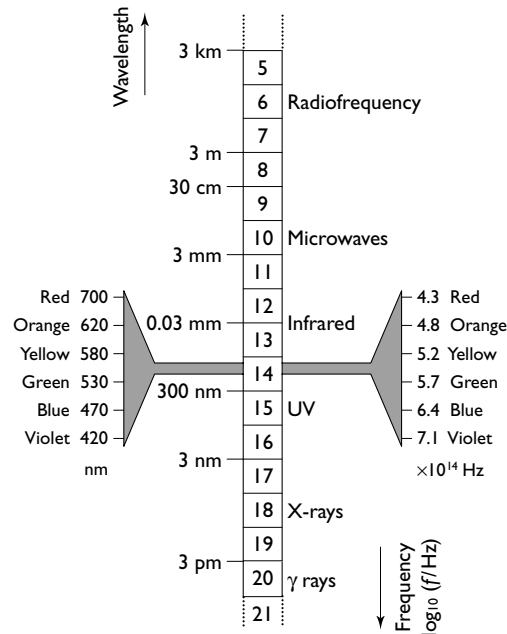 Wavelength
3 km
5
6 Radiofrequency
7
3 m
8
30 cm
9
10 Microwaves
3 mm
11
12
0.03 mm
Infrared
13
14
300 nm
15 UV
16
3 nm
17
18 X-rays
19
3 pm
20 γ rays
21
Red 700
Orange 620
Yellow 580
Green 530
Blue 470
Violet 420
nm
4.3 Red
4.8 Orange
5.2 Yellow
5.7 Green
6.4 Blue
7.1 Violet
×10¹⁴ Hz
Frequency
log₁₀ (f/Hz)